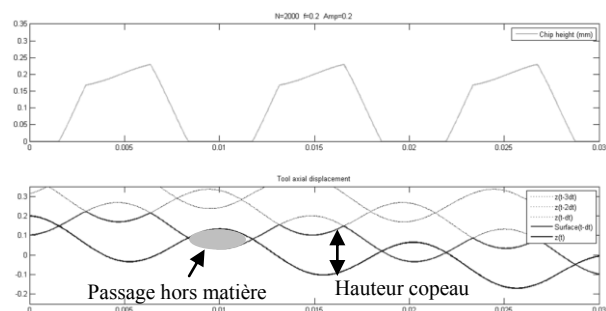 N=2000 f=0.2 Amp=0.2
0.35
0.3
0.25
0.2
0.15
0.1
0.05
0
Chip height (mm)
0 0.005 0.01 0.015 0.02 0.025 0.03
Tool axial displacement
0.3
0.2
0.1
0
-0.1
-0.2
z(t-3dt)
z(t-2dt)
z(t-dt)
Surface(t-dt)
z(t)
Passage hors matière
Hauteur copeau
0 0.005 0.01 0.015 0.02 0.025 0.03